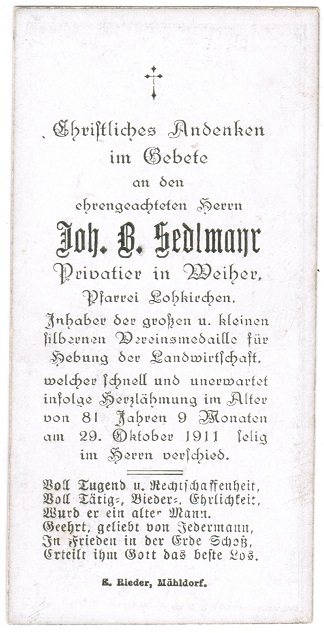 Christliches Andenken
im Gebete
an den
ehrengeachteten Herrn
Joh. B. Sedlmayr
Privatier in Weiher,
Pfarrei Lohkirchen,
Inhaber der großen u. kleinen
silbernen Vereinsmedaille für
Hebung der Landwirtschaft,
welcher schnell und unerwartet
infolge Herzlähmung im Alter
von 81 Jahren 9 Monaten
am 29. Oktober 1911 selig
im Herrn verschied.
Voll Tugend u. Rechtschaffenheit,
Voll Tätig-, Bieder-, Ehrlichkeit,
Wurd er ein alter Mann.
Geehrt, geliebt von Jedermann,
In Frieden in der Erde Schoß,
Erteilt ihm Gott das beste Los.
K. Rieder, Mühldorf.